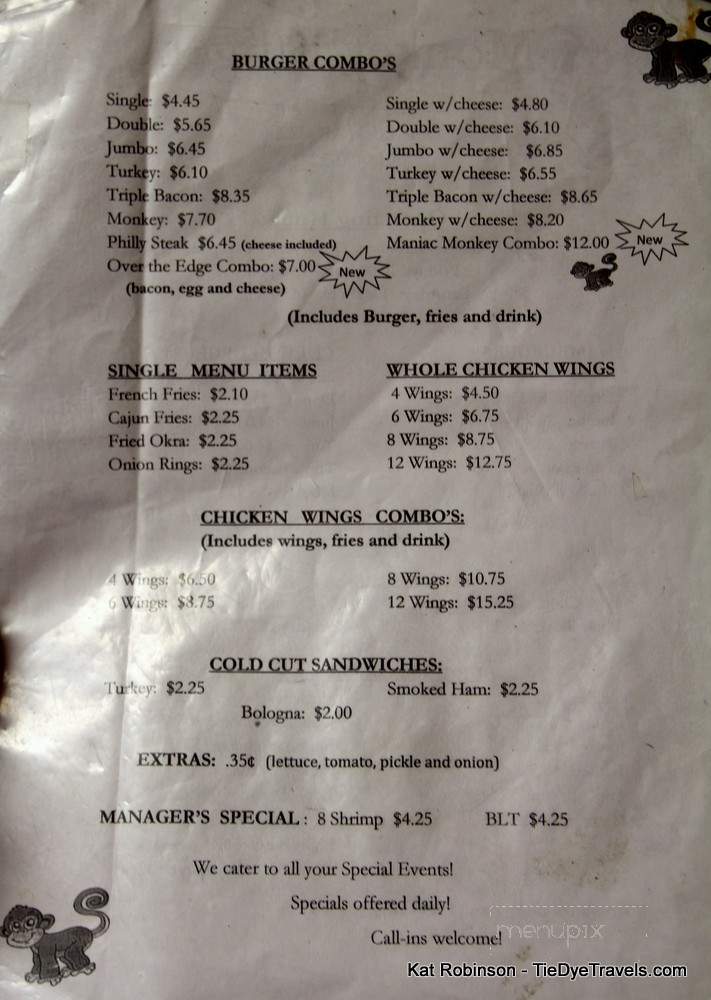 BURGER COMBO'S
Single: $4.45
Double: $5.65
Jumbo: $6.45
Turkey: $6.10
Triple Bacon: $8.35
Monkey: $7.70
Philly Steak $6.45 (cheese included)
Over the Edge Combo: $7.00 New
(bacon, egg and cheese)
Single w/cheese: $4.80
Double w/cheese: $6.10
Jumbo w/cheese: $6.85
Turkey w/cheese: $6.55
Triple Bacon w/cheese: $8.65
Monkey w/cheese: $8.20
Maniac Monkey Combo: $12.00 New
(Includes Burger, fries and drink)
SINGLE MENU ITEMS
French Fries: $2.10
Cajun Fries: $2.25
Fried Okra: $2.25
Onion Rings: $2.25
WHOLE CHICKEN WINGS
4 Wings: $4.50
6 Wings: $6.75
8 Wings: $8.75
12 Wings: $12.75
CHICKEN WINGS COMBO'S:
(Includes wings, fries and drink)
4 Wings: $6.50
6 Wings: $8.75
8 Wings: $10.75
12 Wings: $15.25
COLD CUT SANDWICHES:
Turkey: $2.25 Smoked Ham: $2.25
Bologna: $2.00
EXTRAS: .35¢ (lettuce, tomato, pickle and onion)
MANAGER'S SPECIAL : 8 Shrimp $4.25 BLT $4.25
We cater to all your Special Events!
Specials offered daily!
Call-ins welcome!
menupix
Kat Robinson - TieDyeTravels.com